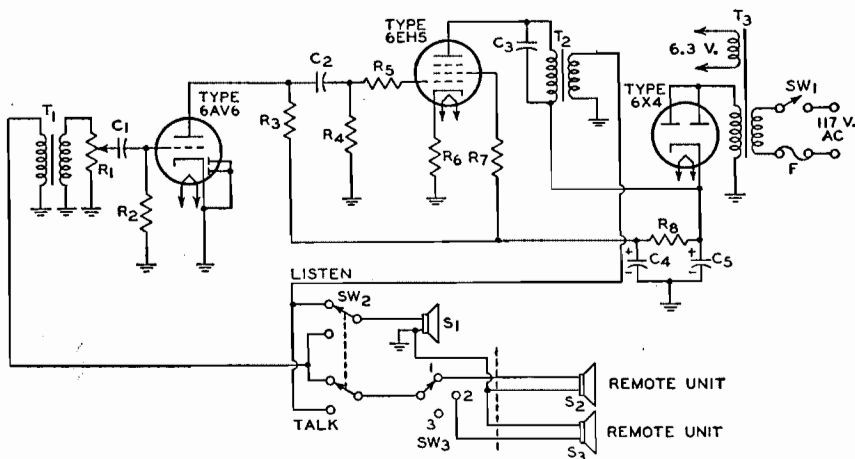 TYPE
6EH5
T3
6.3 V.
C3
T2
C2
R5
TYPE
6X4
SW1
117 V.
AC
F
TYPE
6AV6
T1
C1
R1
R3
R4
R6
R7
R2
R8
C4
C5
LISTEN
SW2
S1
1
2
3
SW3
TALK
S2
REMOTE UNIT
S3
REMOTE UNIT